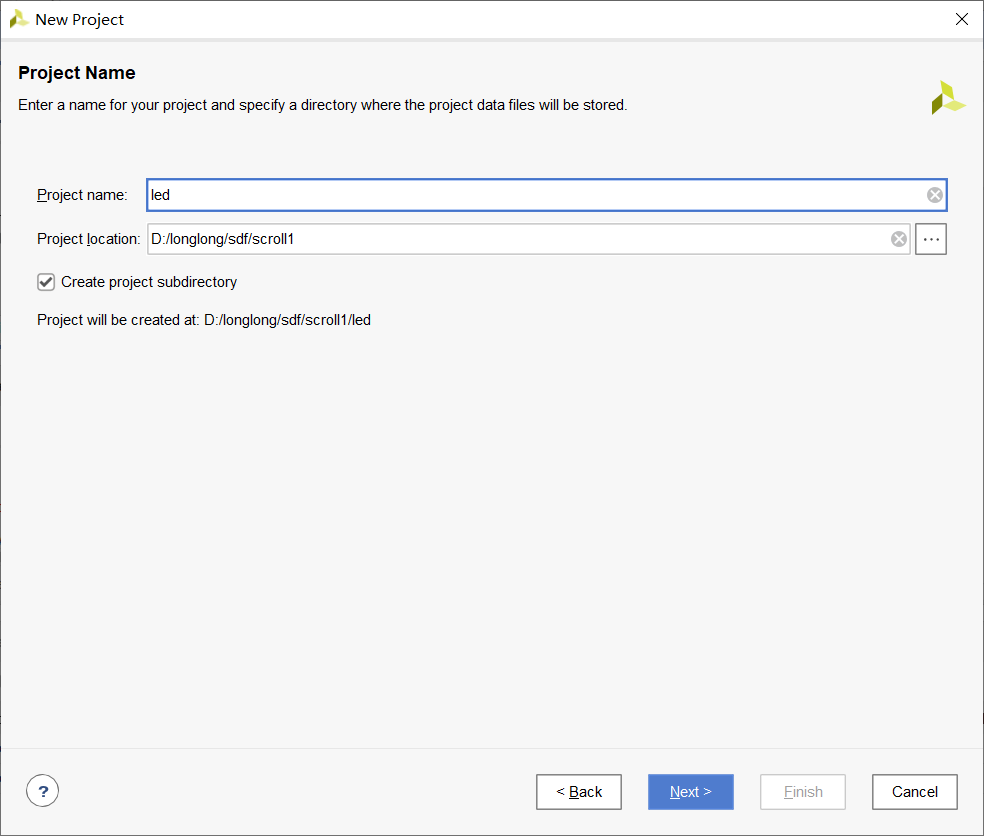 New Project
Project Name
Enter a name for your project and specify a directory where the project data files will be stored.
Project name: led
Project location: D:/longlong/sdf/scroll1
...
Create project subdirectory
Project will be created at: D:/longlong/sdf/scroll1/led
? < Back Next > Finish Cancel